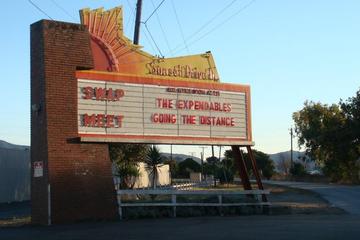 Sunset Drive In
SWAP
MEET
THE EXPENDABLES
GOING THE DISTANCE